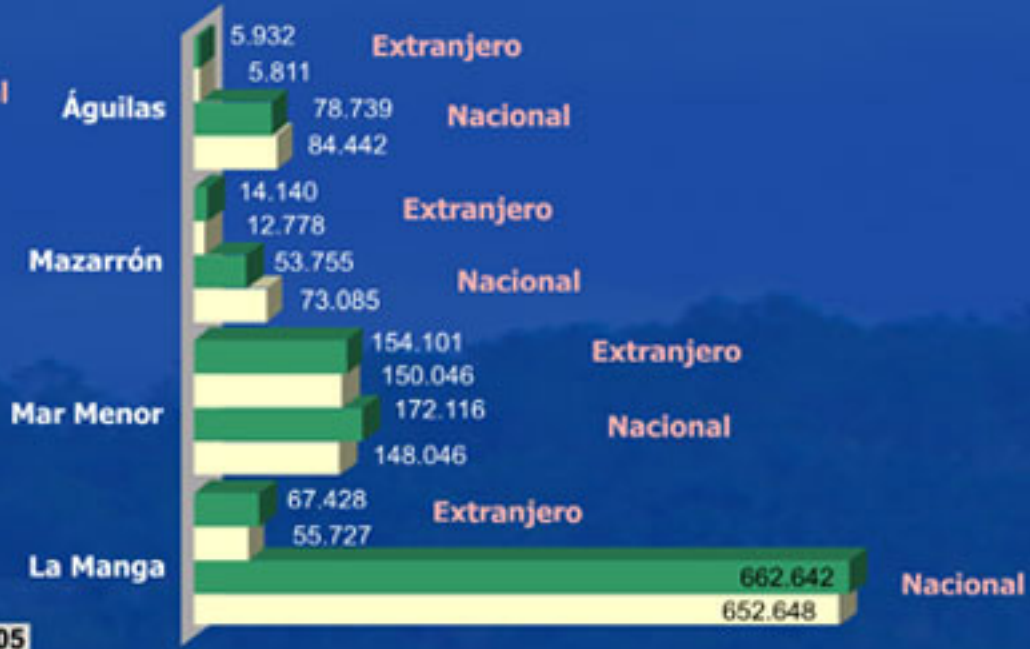 5.932 Extranjero
5.811
Águilas
78.739 Nacional
84.442
14.140 Extranjero
12.778
Mazarrón
53.755 Nacional
73.085
154.101 Extranjero
150.046
Mar Menor
172.116 Nacional
148.046
67.428 Extranjero
55.727
La Manga
662.642 Nacional
652.648
05